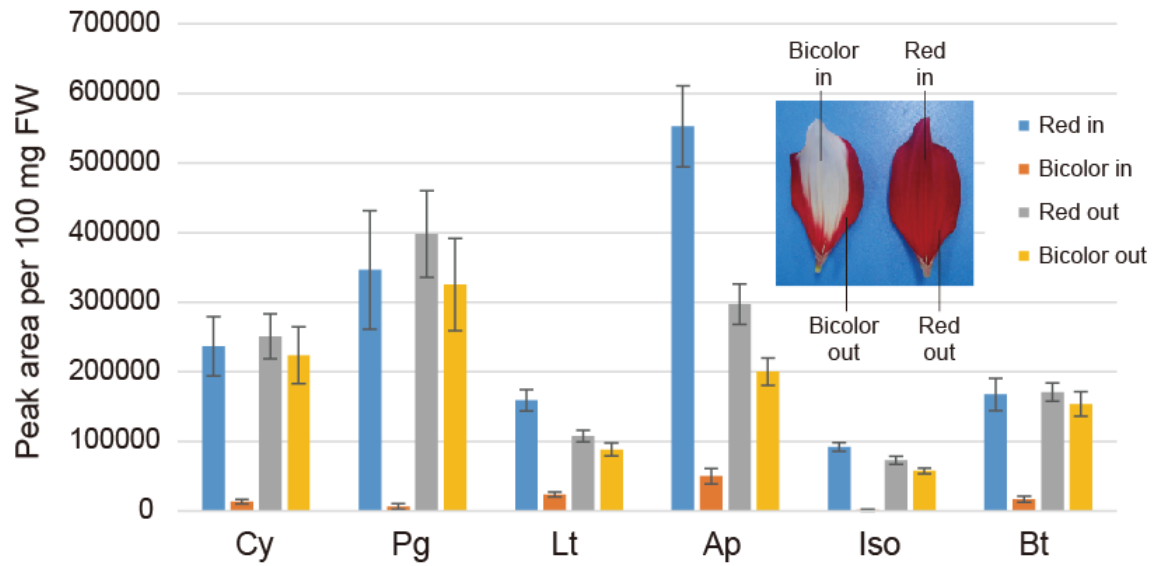 700000
600000
500000
400000
300000
200000
100000
0
Peak area per 100 mg FW
Cy
Pg
Lt
Ap
Iso
Bt
Bicolor
in
Red
in
Bicolor
out
Red
out
Red in
Bicolor in
Red out
Bicolor out